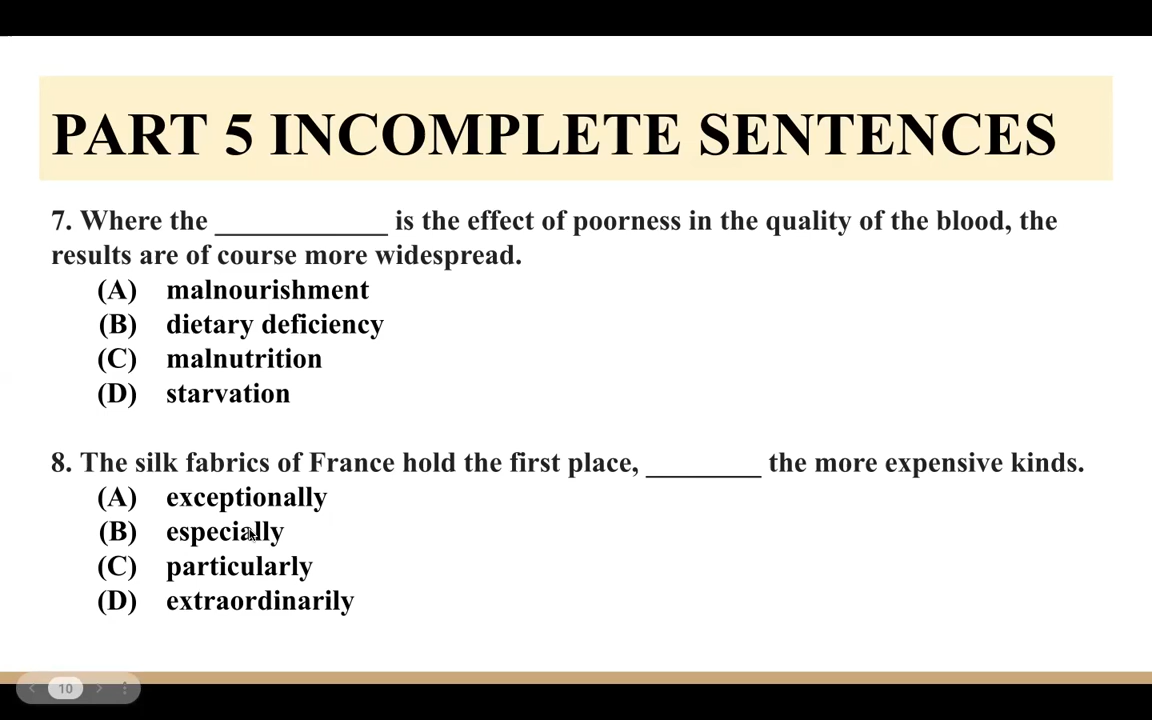 PART 5 INCOMPLETE SENTENCES
7. Where the ____________ is the effect of poorness in the quality of the blood, the
results are of course more widespread.
(A) malnourishment
(B) dietary deficiency
(C) malnutrition
(D) starvation
8. The silk fabrics of France hold the first place, ________ the more expensive kinds.
(A) exceptionally
(B) especially
(C) particularly
(D) extraordinarily
10